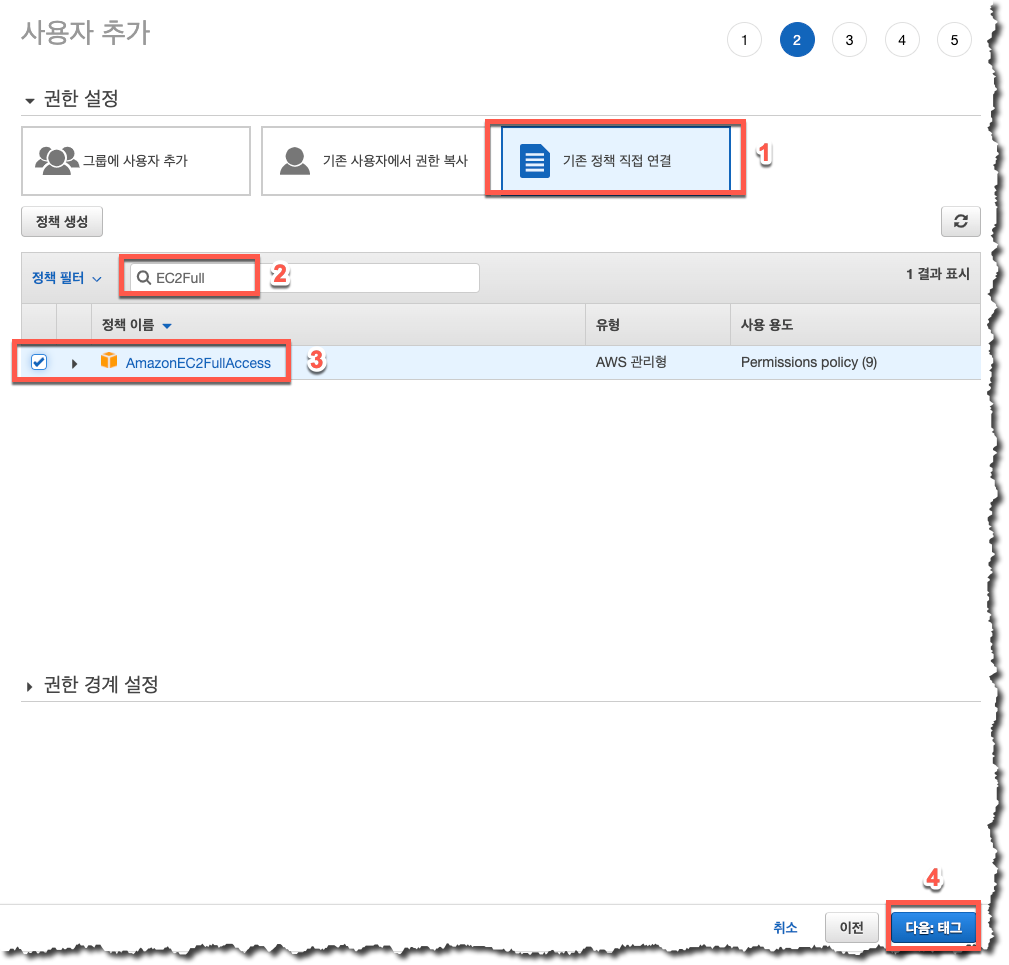 사용자 추가
1 2 3 4 5
권한 설정
그룹에 사용자 추가
기존 사용자에서 권한 복사
기존 정책 직접 연결
1
정책 생성
정책 필터
EC2Full
2
1 결과 표시
정책 이름 유형 사용 용도
AmazonEC2FullAccess AWS 관리형 Permissions policy (9)
3
권한 경계 설정
4
취소 이전 다음: 태그